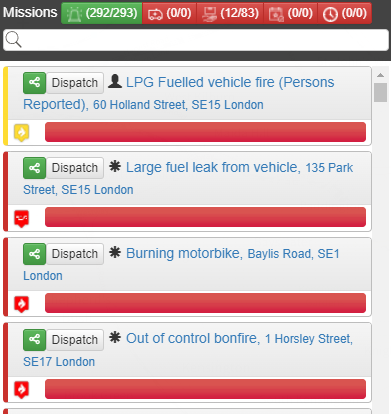 Missions (292/293) (0/0) (12/83) (0/0) (0/0)
Dispatch LPG Fuelled vehicle fire (Persons
Reported), 60 Holland Street, SE15 London
Dispatch Large fuel leak from vehicle, 135 Park
Street, SE15 London
Dispatch Burning motorbike, Baylis Road, SE1
London
Dispatch Out of control bonfire, 1 Horsley Street,
SE17 London